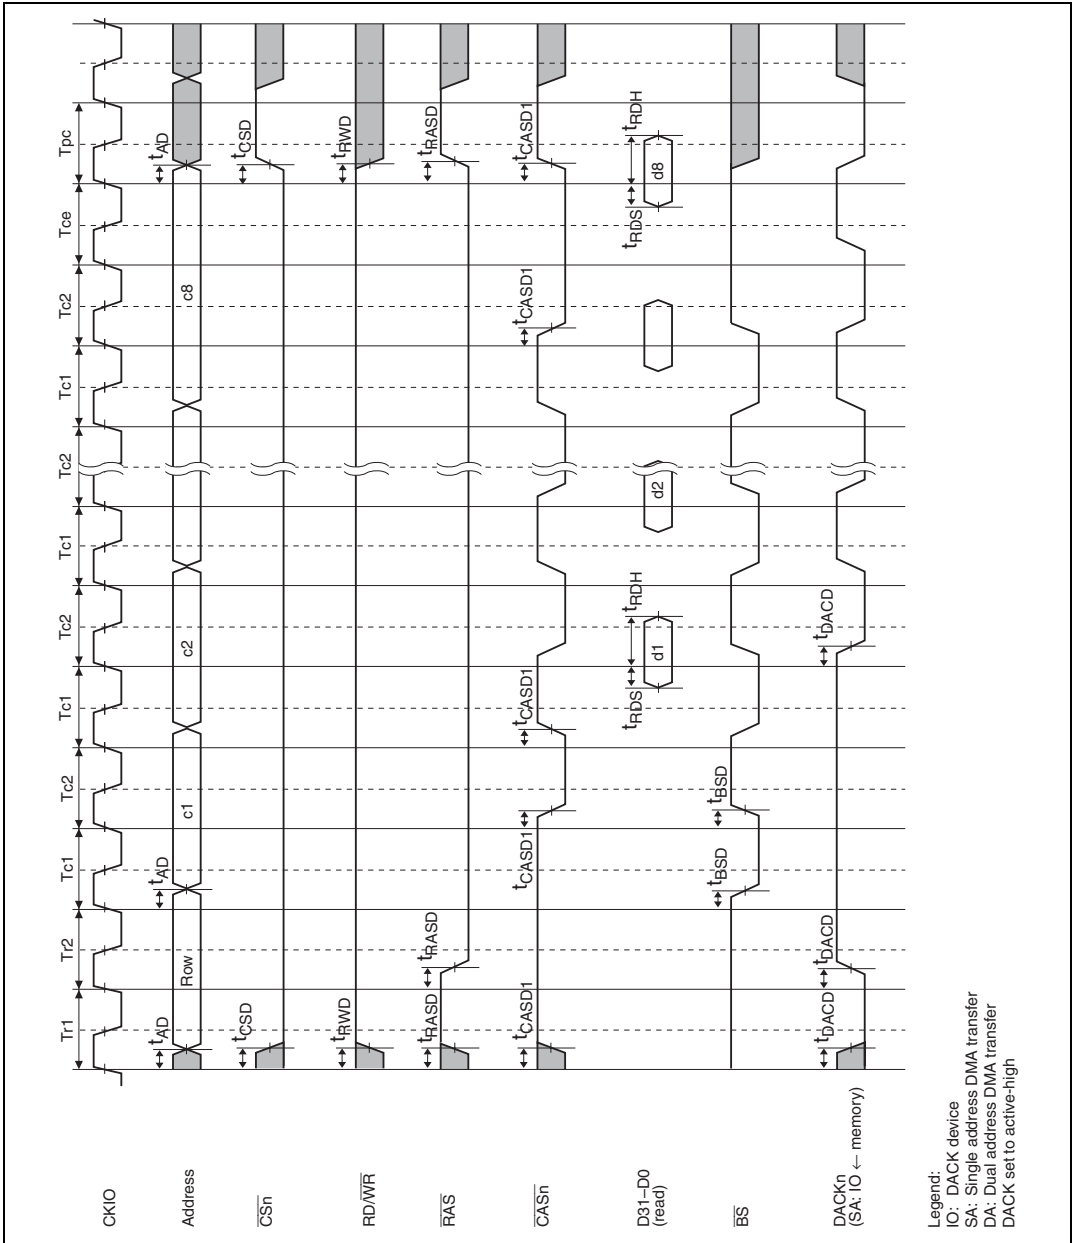 Tr1 Tr2 Tc1 Tc2 Tc1 Tc2 Tc1 Tc2 Tc1 Tc2 Tce Tpc
CKIO
tAD tAD tAD
Address
Row c1 c2 c8
tCSD tCSD
CSn
tRWD tRWD
RD/WR
tRASD tRASD tRASD
RAS
tCASD1 tCASD1 tCASD1 tCASD1 tCASD1
CASn
tRDS tRDH tRDS tRDH
D31–D0
(read)
d1 d2 d8
tBSD tBSD
BS
tDACD tDACD tDACD
DACKn
(SA: IO ← memory)
Legend:
IO: DACK device
SA: Single address DMA transfer
DA: Dual address DMA transfer
DACK set to active-high